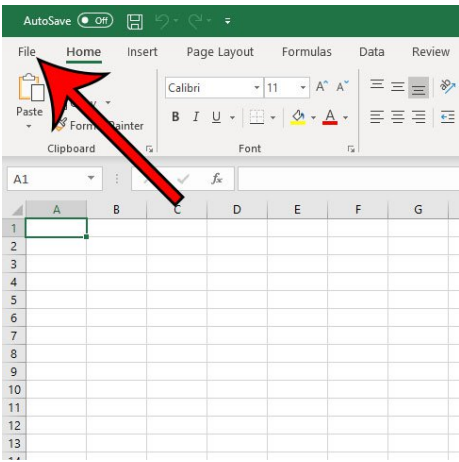 AutoSave Off
File Home Insert Page Layout Formulas Data Review
Calibri 11 A A
Paste
B I U A
Painter
Clipboard Font
A1 fx
A B C D E F G
1
2
3
4
5
6
7
8
9
10
11
12
13